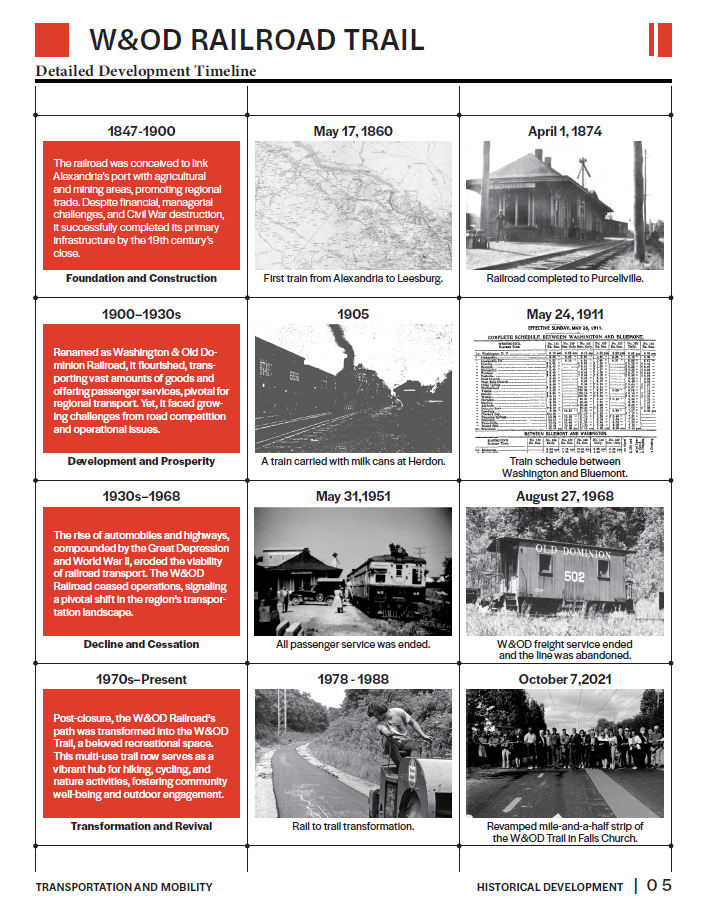 W&OD RAILROAD TRAIL
Detailed Development Timeline
1847-1900
The railroad was conceived to link
Alexandria's port with agricultural
and mining areas, promoting regional
trade. Despite financial, managerial
challenges, and Civil War destruction,
it successfully completed its primary
infrastructure by the 19th century's
close.
Foundation and Construction
May 17, 1860
First train from Alexandria to Leesburg.
April 1, 1874
Railroad completed to Purcellville.
1900–1930s
Renamed as Washington & Old Do-
minion Railroad, it flourished, trans-
porting vast amounts of goods and
offering passenger services, pivotal for
regional transport. Yet, it faced grow-
ing challenges from road competition
and operational issues.
Development and Prosperity
1905
A train carried with milk cans at Herdon.
May 24, 1911
EFFECTIVE SUNDAY, MAY 28, 1911.
COMPLETE SCHEDULE BETWEEN WASHINGTON AND BLUEMONT.
BETWEEN BLUEMONT AND WASHINGTON.
Train schedule between
Washington and Bluemont.
1930s–1968
The rise of automobiles and highways,
compounded by the Great Depression
and World War II, eroded the viability
of railroad transport. The W&OD
Railroad ceased operations, signaling
a pivotal shift in the region's transpor-
tation landscape.
Decline and Cessation
May 31,1951
All passenger service was ended.
August 27, 1968
OLD DOMINION
502
W&OD freight service ended
and the line was abandoned.
1970s–Present
Post-closure, the W&OD Railroad's
path was transformed into the W&OD
Trail, a beloved recreational space.
This multi-use trail now serves as a
vibrant hub for hiking, cycling, and
nature activities, fostering community
well-being and outdoor engagement.
Transformation and Revival
1978 - 1988
Rail to trail transformation.
October 7,2021
Revamped mile-and-a-half strip of
the W&OD Trail in Falls Church.
TRANSPORTATION AND MOBILITY
HISTORICAL DEVELOPMENT | 05